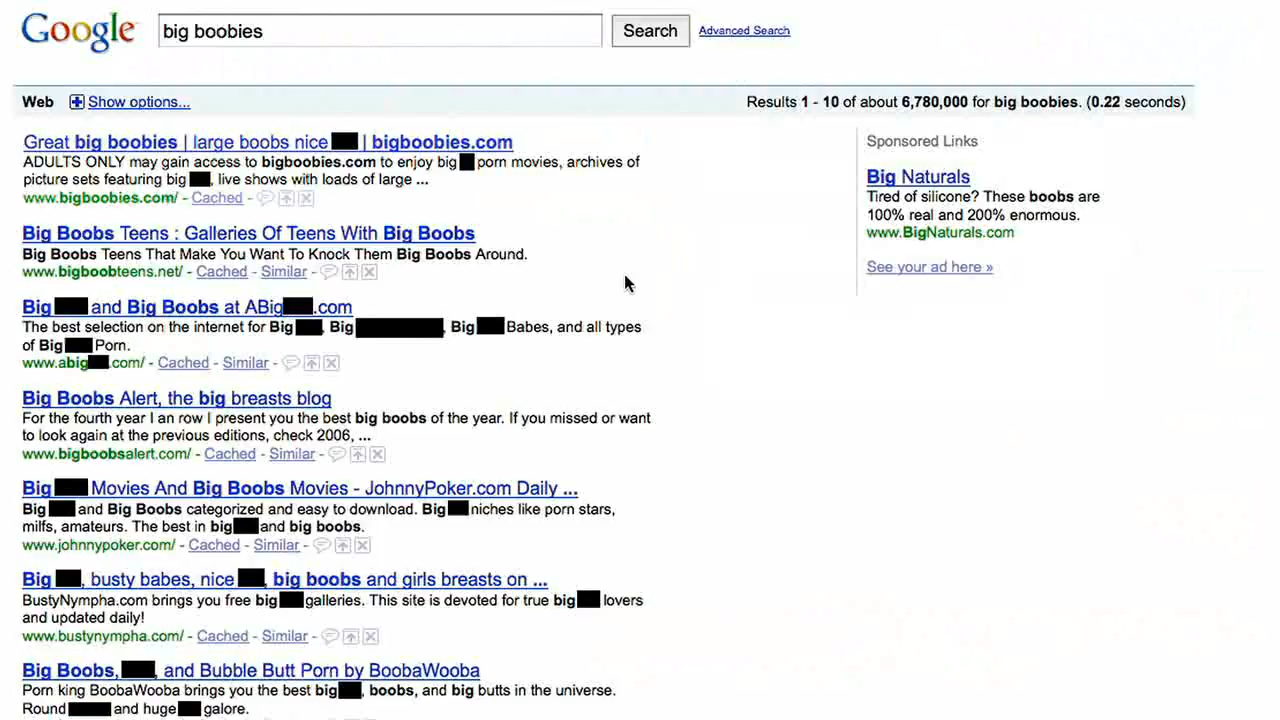 Google big boobies Search Advanced Search
Web Show options... Results 1 - 10 of about 6,780,000 for big boobies. (0.22 seconds)
Great big boobies | large boobs nice | bigboobies.com
ADULTS ONLY may gain access to bigboobies.com to enjoy big porn movies, archives of
picture sets featuring big , live shows with loads of large ...
www.bigboobies.com/ - Cached -
Big Boobs Teens : Galleries Of Teens With Big Boobs
Big Boobs Teens That Make You Want To Knock Them Big Boobs Around.
www.bigboobteens.net/ - Cached - Similar -
Big and Big Boobs at ABig .com
The best selection on the internet for Big , Big , Big Babes, and all types
of Big Porn.
www.abig .com/ - Cached - Similar -
Big Boobs Alert, the big breasts blog
For the fourth year I an row I present you the best big boobs of the year. If you missed or want
to look again at the previous editions, check 2006, ...
www.bigboobsalert.com/ - Cached - Similar -
Big Movies And Big Boobs Movies - JohnnyPoker.com Daily ...
Big and Big Boobs categorized and easy to download. Big niches like porn stars,
milfs, amateurs. The best in big and big boobs.
www.johnnypoker.com/ - Cached - Similar -
Big , busty babes, nice , big boobies and girls breasts on ...
BustyNympha.com brings you free big galleries. This site is devoted for true big lovers
and updated daily!
www.bustynympha.com/ - Cached - Similar -
Big Boobs, , and Bubble Butt Porn by BoobaWooba
Porn king BoobaWooba brings you the best big , boobs, and big butts in the universe.
Round and huge galore.
Sponsored Links
Big Naturals
Tired of silicone? These boobs are
100% real and 200% enormous.
www.BigNaturals.com
See your ad here »